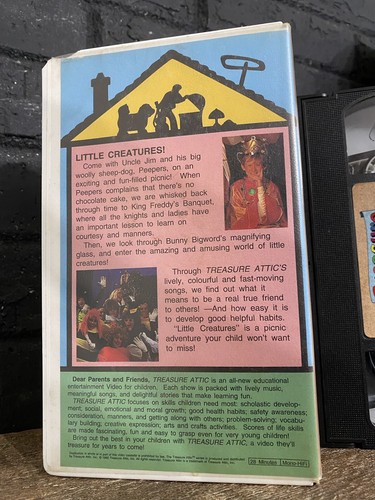 LITTLE CREATURES!
Come with Uncle Jim and his big
woolly sheep-dog, Peepers, on an
exciting and fun-filled picnic! When
Peepers complains that there's no
chocolate cake, we are whisked back
through time to King Freddy's Banquet,
where all the knights and ladies have
an important lesson to learn on
courtesy and manners.
Then, we look through Bunny Bigword's magnifying
glass, and enter the amazing and amusing world of little
creatures!
Through TREASURE ATTIC'S
lively, colourful and fast-moving
songs, we find out what it
means to be a real true friend
to others! —And how easy it is
to develop good helpful habits.
"Little Creatures" is a picnic
adventure your child won't want
to miss!
Dear Parents and Friends, TREASURE ATTIC is an all-new educational
entertainment Video for children. Each show is packed with lively music,
meaningful songs, and delightful stories that make learning fun.
TREASURE ATTIC focuses on skills children need most: scholastic develop-
ment; social, emotional and moral growth; good health habits; safety awareness;
consideration, manners, and getting along with others; problem-solving; vocabu-
lary building; creative expression; arts and crafts activities. Scores of life skills
are made fascinating, fun and easy to grasp even for very young children!
Bring out the best in your children with TREASURE ATTIC, a video they'll
treasure for years to come!
28 Minutes Mono-HiFi